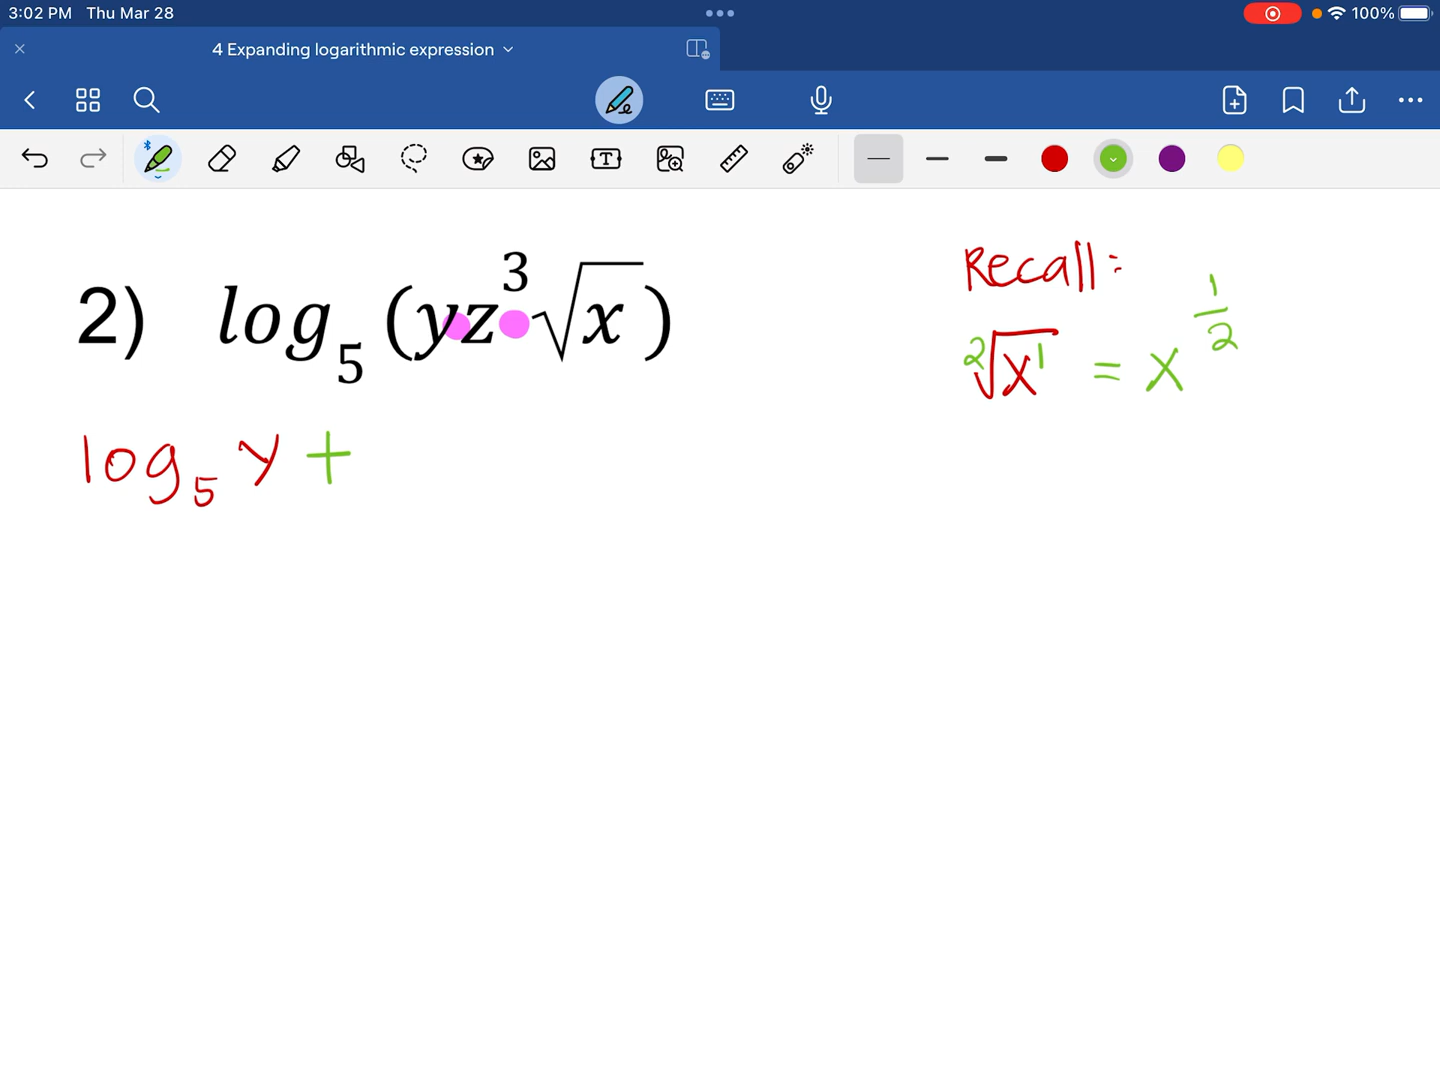 3:02 PM Thu Mar 28 100%
4 Expanding logarithmic expression
2) log₅ (yz³√x)
Recall:
²√x¹ = x^(1/2)
log₅ y +